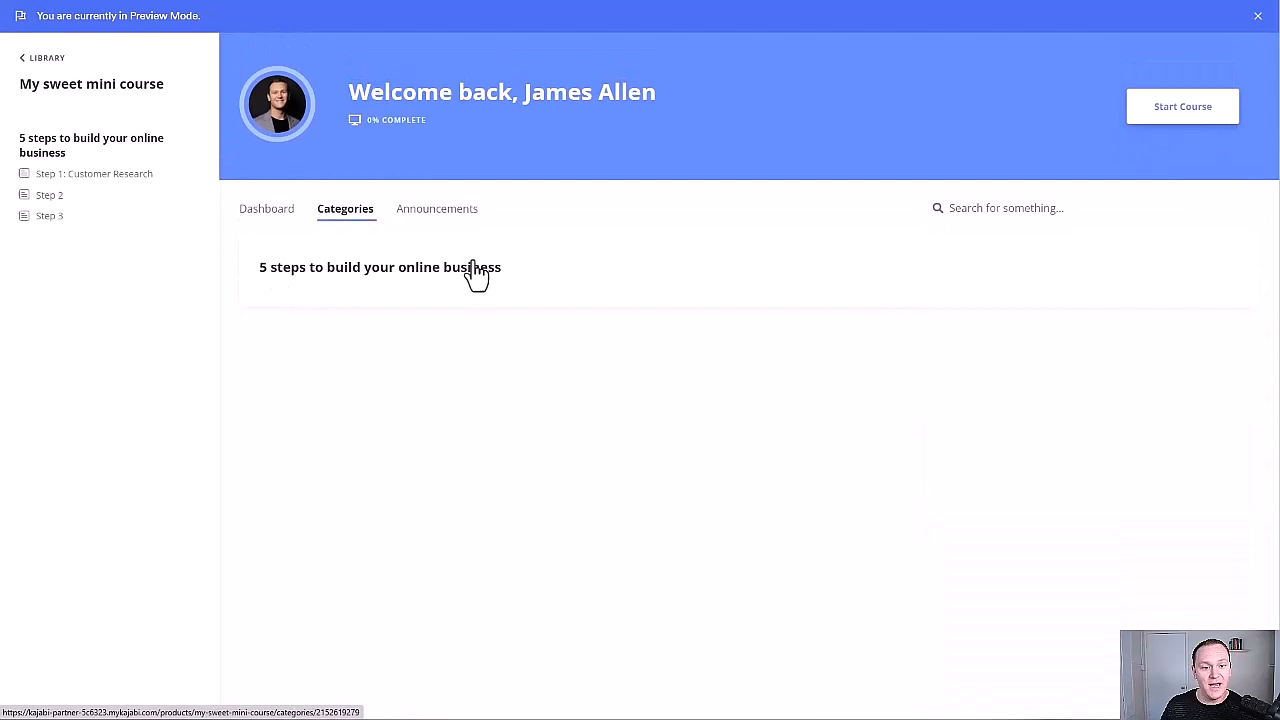 You are currently in Preview Mode.
LIBRARY
My sweet mini course
5 steps to build your online
business
Step 1: Customer Research
Step 2
Step 3
Welcome back, James Allen
0% COMPLETE
Start Course
Dashboard
Categories
Announcements
Search for something...
5 steps to build your online business
https://kajabi-partner-5c6323.mykajabi.com/products/my-sweet-mini-course/categories/2152619279